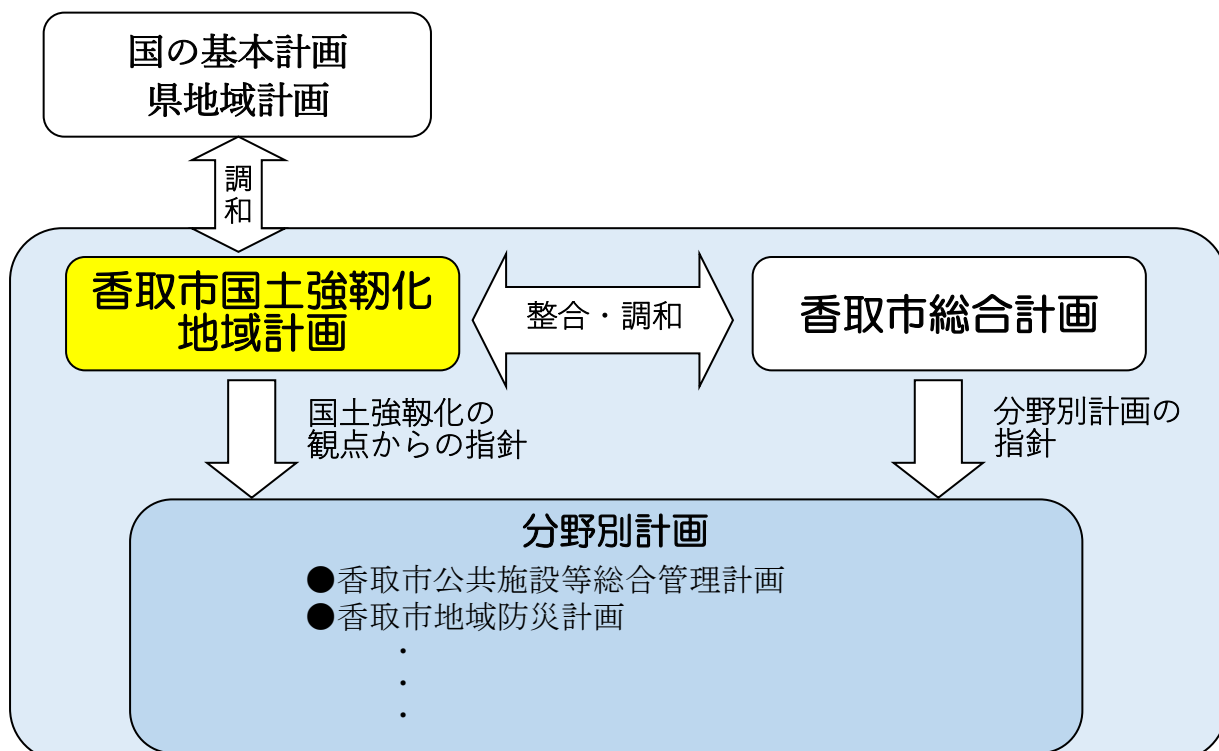 国の基本計画
県地域計画
調
和
香取市国土強靭化
地域計画
整合・調和
香取市総合計画
国土強靱化の
観点からの指針
分野別計画の
指針
分野別計画
●香取市公共施設等総合管理計画
●香取市地域防災計画
・
・
・